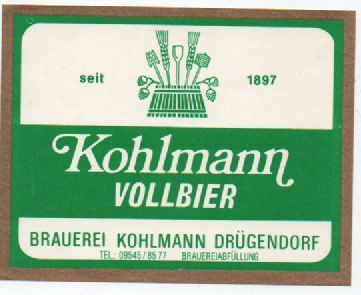 seit 1897
Kohlmann
VOLLBIER
BRAUEREI KOHLMANN DRÜGENDORF
TEL.: 09545/8577 BRAUEREIABFÜLLUNG